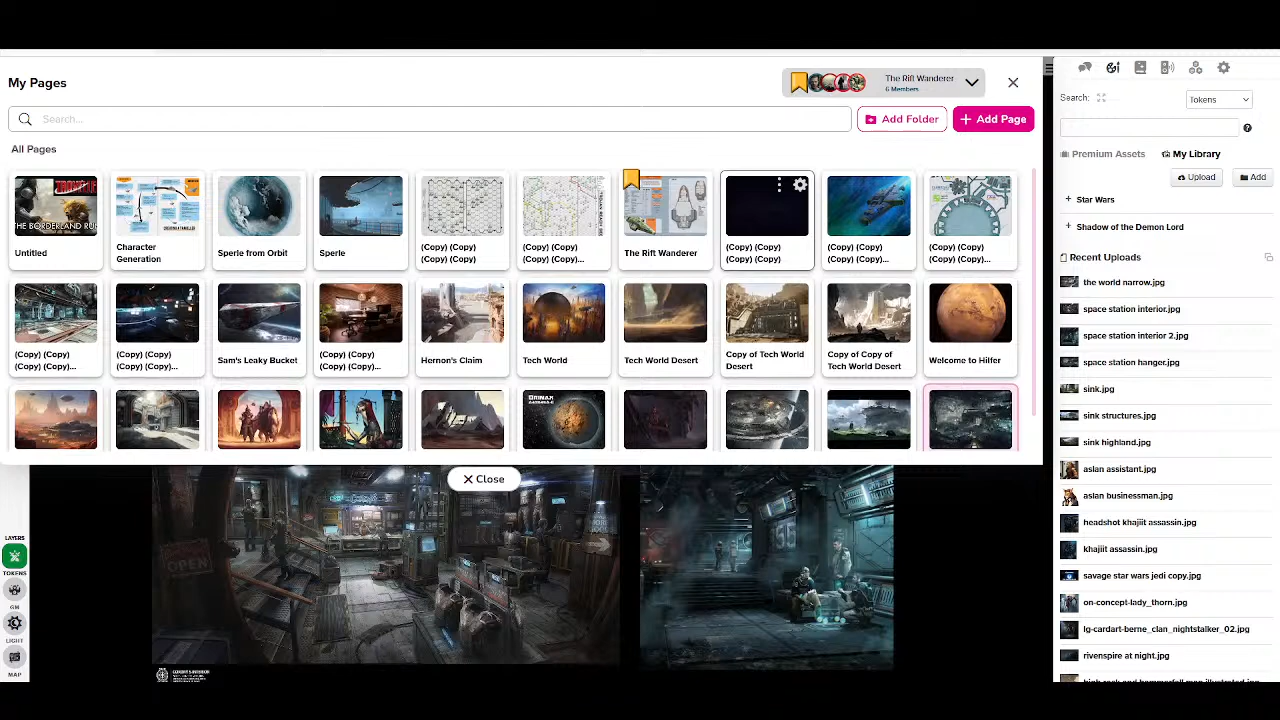 My Pages
The Rift Wanderer
6 Members
Search...
Add Folder
Add Page
All Pages
TRAVELLER
THE BORDERLAND RUN
Untitled
Character
Generation
Sperle from Orbit
Sperle
(Copy) (Copy)
(Copy) (Copy)
(Copy) (Copy)
(Copy) (Copy)...
The Rift Wanderer
(Copy) (Copy)
(Copy) (Copy)
(Copy) (Copy)
(Copy) (Copy)...
(Copy) (Copy)
(Copy) (Copy)...
(Copy) (Copy)
(Copy) (Copy)...
(Copy) (Copy)
(Copy) (Copy)...
Sam's Leaky Bucket
(Copy) (Copy)
(Copy) (Copy)...
Hernon's Claim
Tech World
Tech World Desert
Copy of Tech World
Desert
Copy of Copy of
Tech World Desert
Welcome to Hilfer
Close
OPEN
LAYERS
TOKENS
GM
LIGHT
MAP
Search:
Tokens
Premium Assets
My Library
Upload
Add
+ Star Wars
+ Shadow of the Demon Lord
Recent Uploads
the world narrow.jpg
space station interior.jpg
space station interior 2.jpg
space station hanger.jpg
sink.jpg
sink structures.jpg
sink highland.jpg
aslan assistant.jpg
aslan businessman.jpg
headshot khajiit assassin.jpg
khajiit assassin.jpg
savage star wars jedi copy.jpg
on-concept-lady_thorn.jpg
lg-cardart-berne_clan_nightstalker_02.jpg
rivenspire at night.jpg